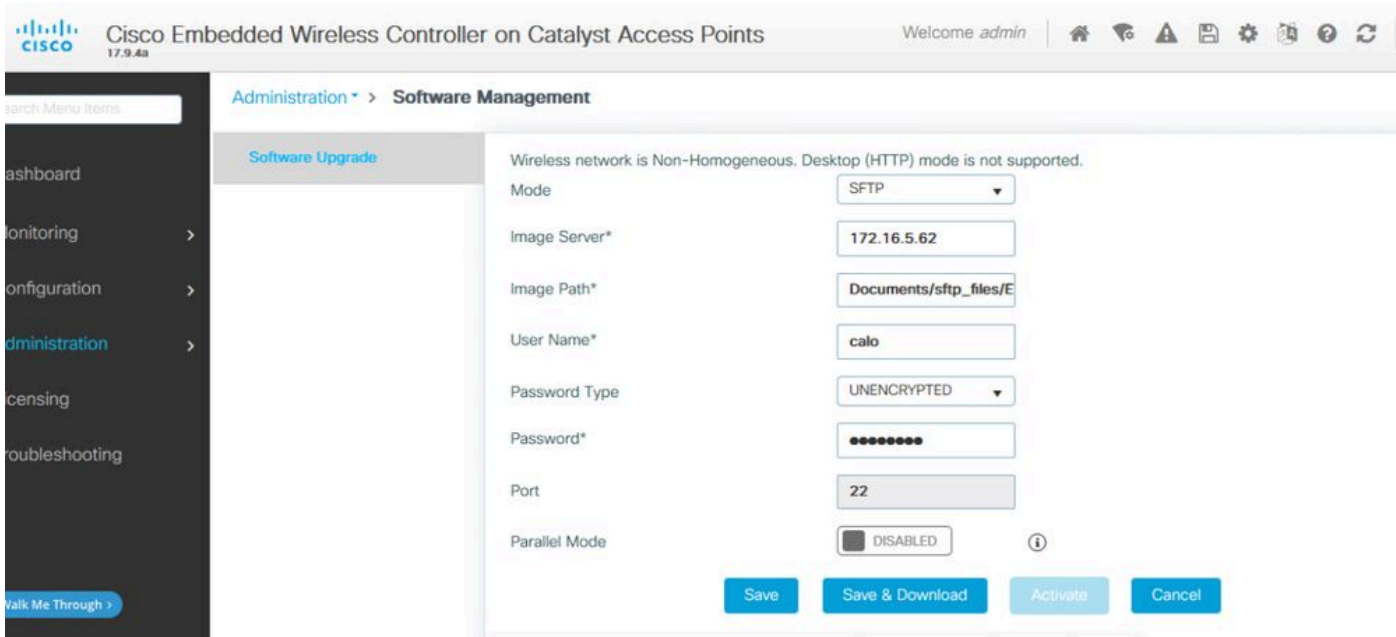 CISCO
Cisco Embedded Wireless Controller on Catalyst Access Points
17.9.4a
Welcome admin
earch Menu Items
Administration > Software Management
ashboard
onitoring
onfiguration
dministration
icensing
roubleshooting
Walk Me Through >
Software Upgrade
Wireless network is Non-Homogeneous. Desktop (HTTP) mode is not supported.
Mode SFTP
Image Server* 172.16.5.62
Image Path* Documents/sftp_files/E
User Name* calo
Password Type UNENCRYPTED
Password* ●●●●●●●●
Port 22
Parallel Mode DISABLED
Save Save & Download Activate Cancel